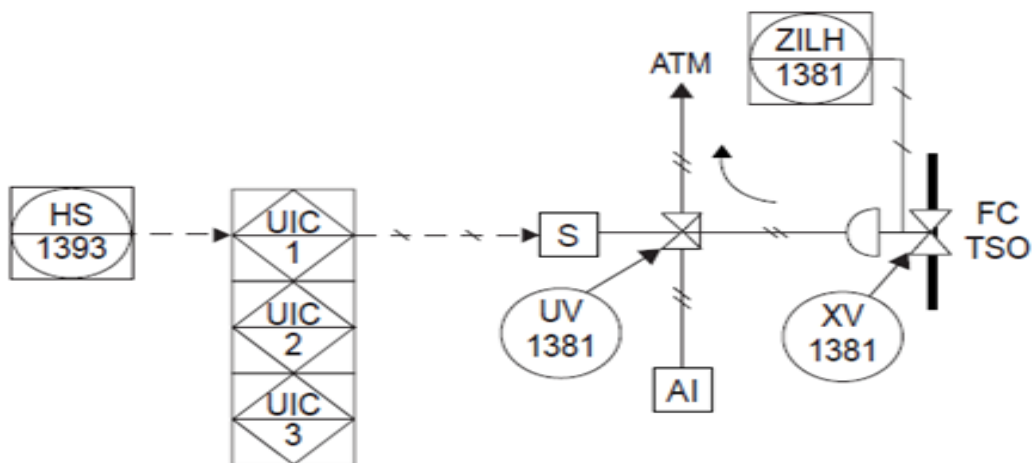 ZILH
1381
ATM
HS
1393
UIC
1
UIC
2
UIC
3
S
UV
1381
AI
XV
1381
FC
TSO